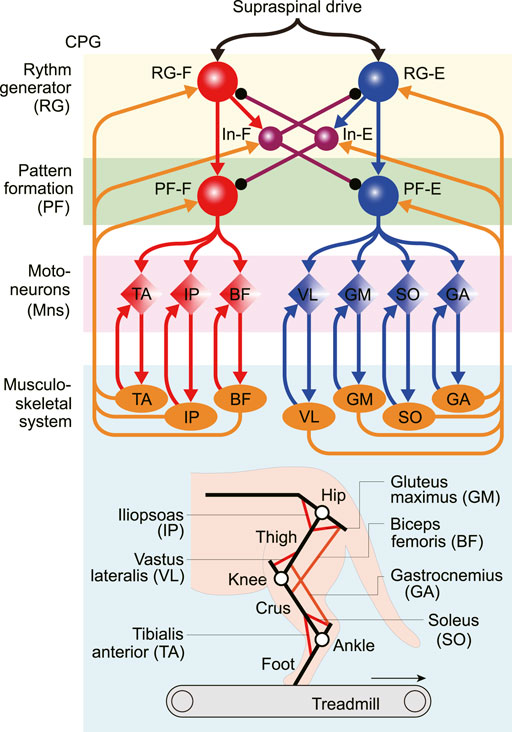 Supraspinal drive
CPG
Rythm
generator
(RG)
RG-F
RG-E
In-F
In-E
Pattern
formation
(PF)
PF-F
PF-E
Moto-
neurons
(Mns)
TA
IP
BF
VL
GM
SO
GA
Musculo-
skeletal
system
TA
IP
BF
VL
GM
SO
GA
Hip
Gluteus
maximus (GM)
Iliopsoas
(IP)
Thigh
Biceps
femoris (BF)
Vastus
lateralis (VL)
Knee
Gastrocnemius
(GA)
Crus
Soleus
(SO)
Tibialis
anterior (TA)
Ankle
Foot
Treadmill